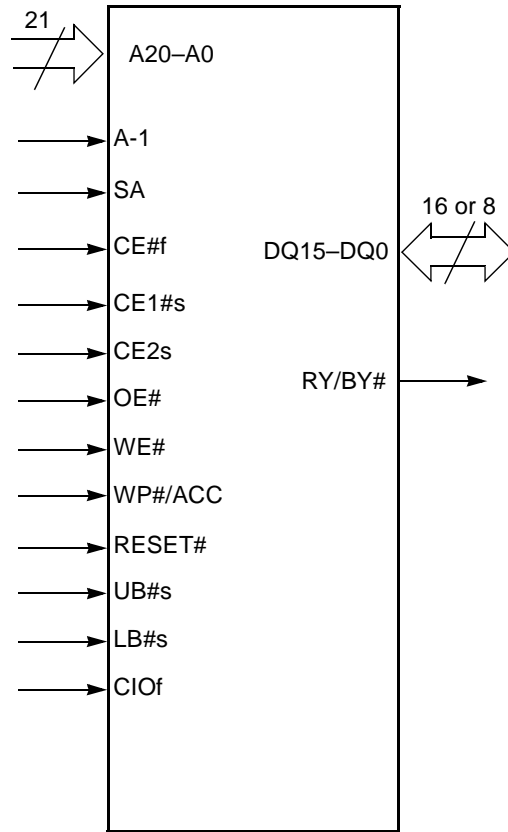 21
A20–A0
A-1
SA
16 or 8
CE#f
DQ15–DQ0
CE1#s
CE2s
RY/BY#
OE#
WE#
WP#/ACC
RESET#
UB#s
LB#s
CIOf